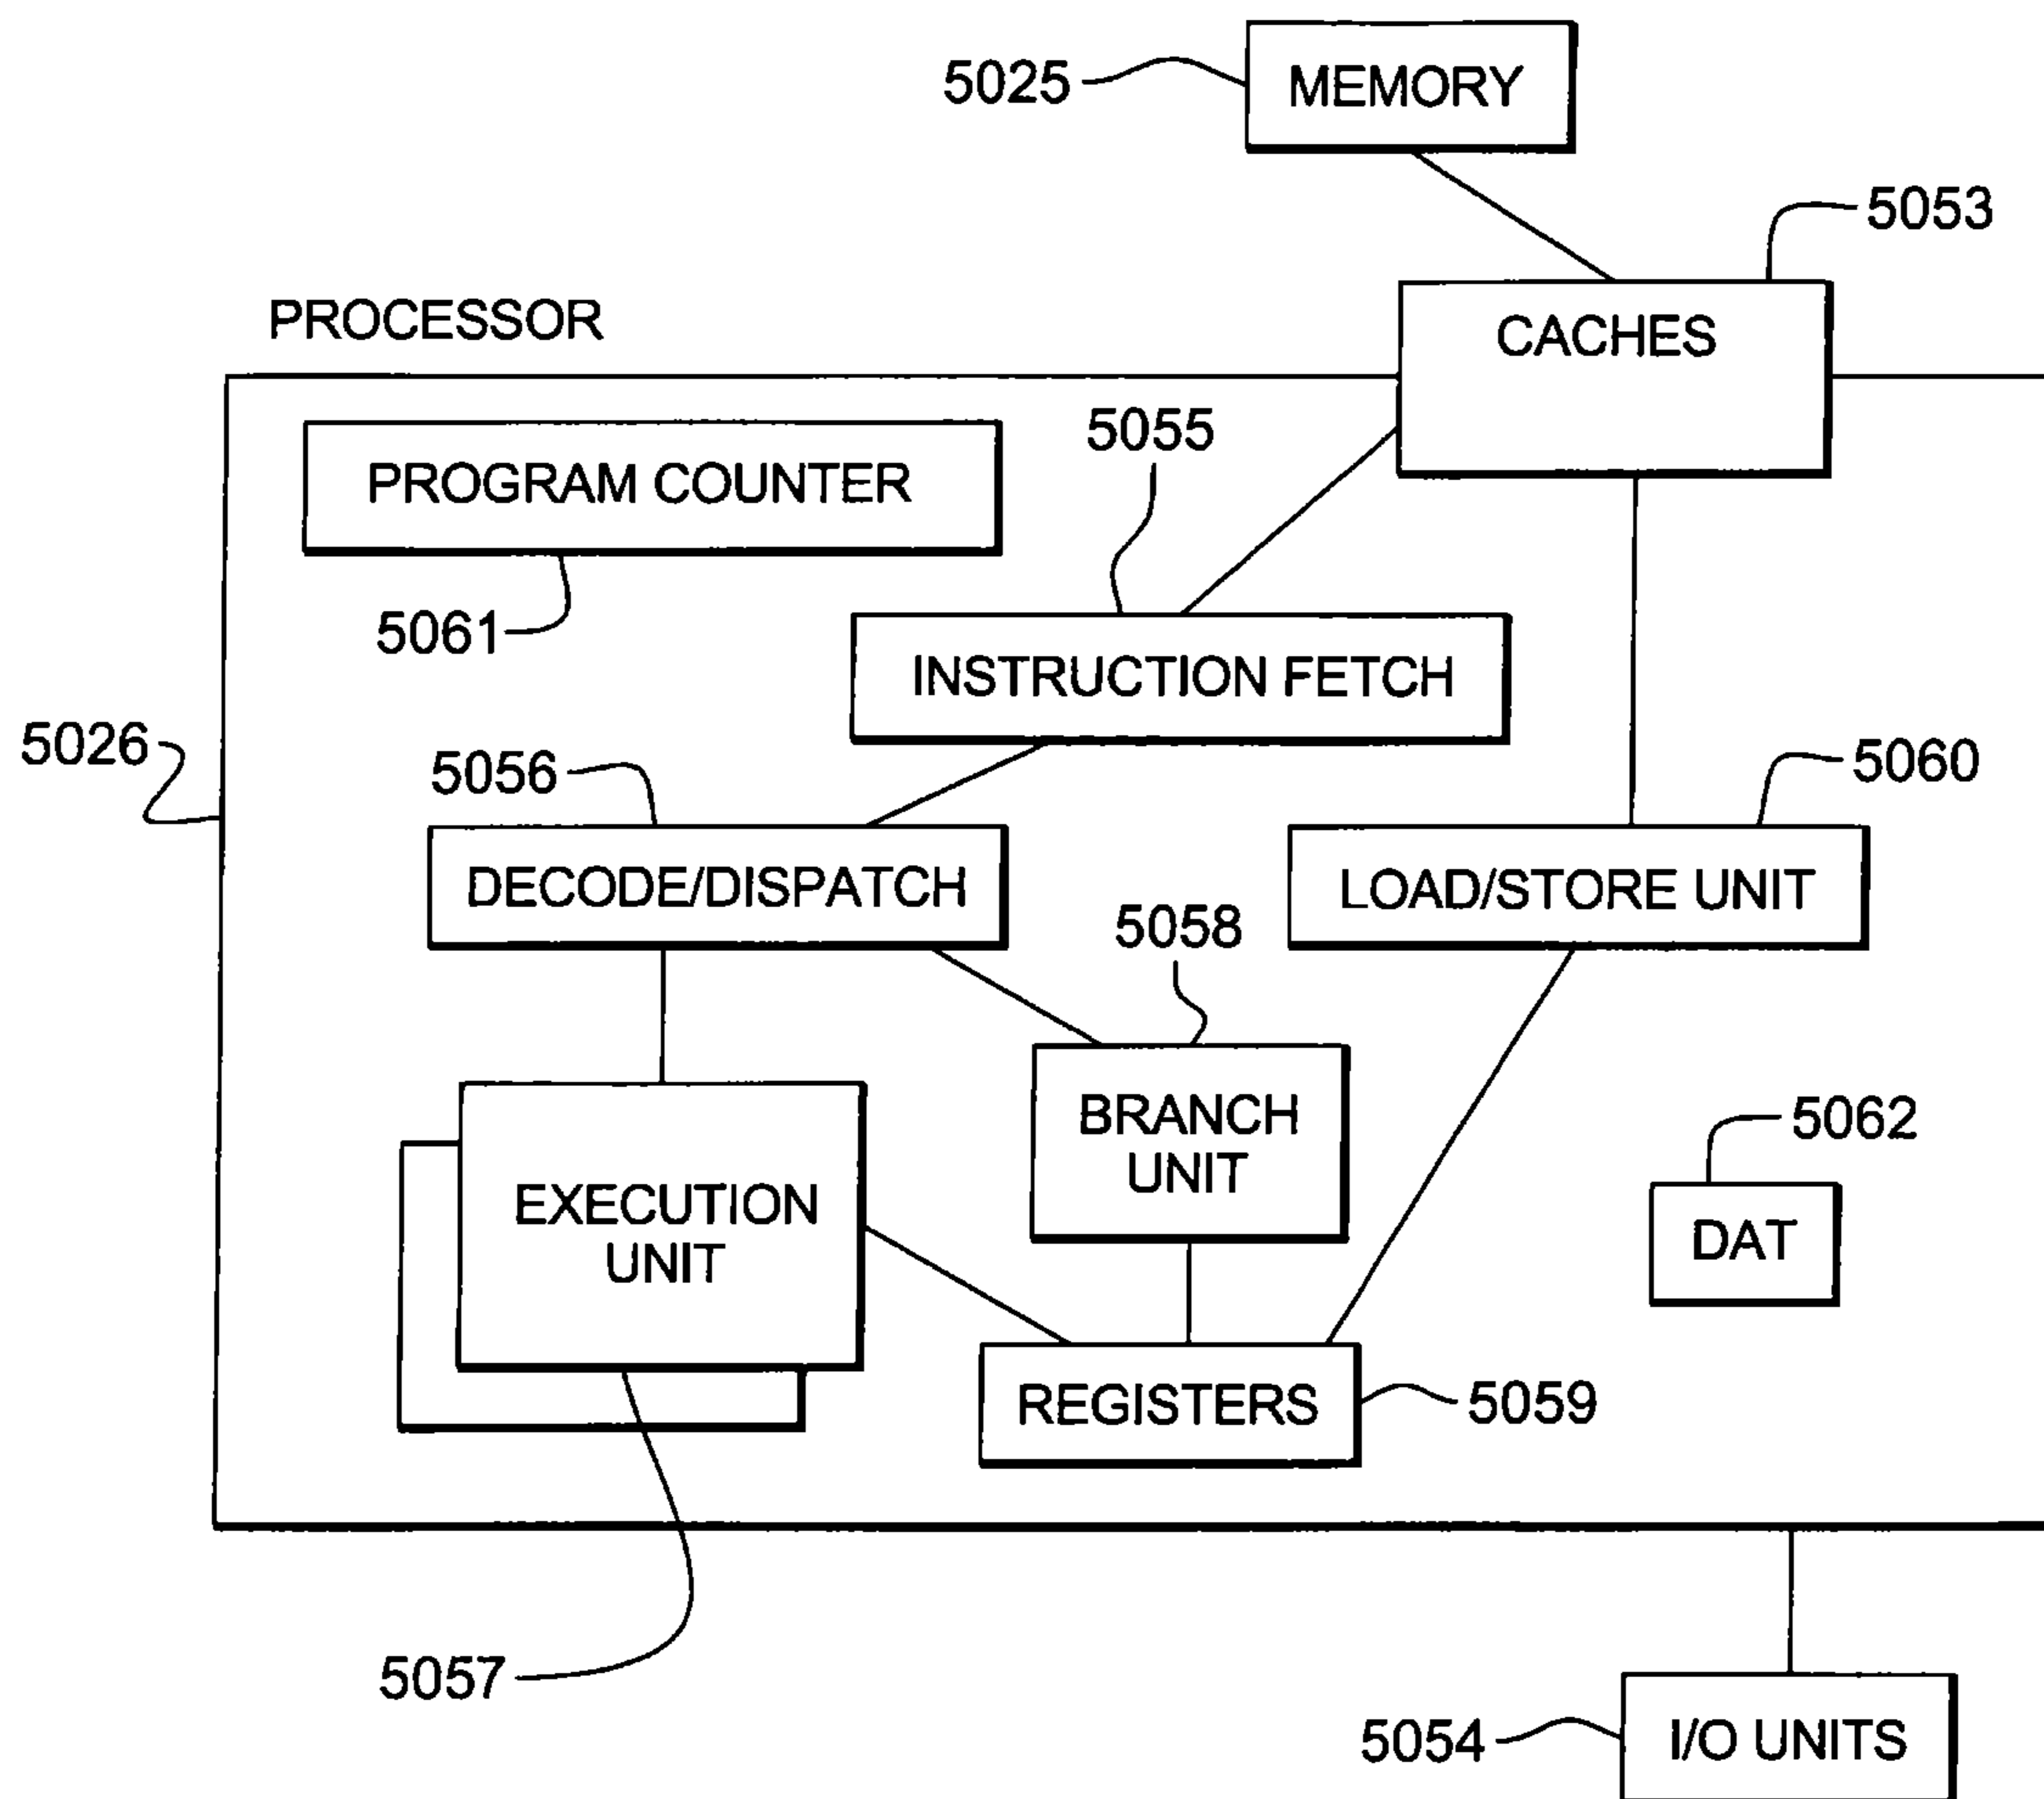 5025
MEMORY
5053
PROCESSOR
CACHES
5055
PROGRAM COUNTER
5061
INSTRUCTION FETCH
5026
5056
5060
DECODE/DISPATCH
LOAD/STORE UNIT
5058
BRANCH
UNIT
5062
EXECUTION
UNIT
DAT
REGISTERS
5059
5057
5054
I/O UNITS